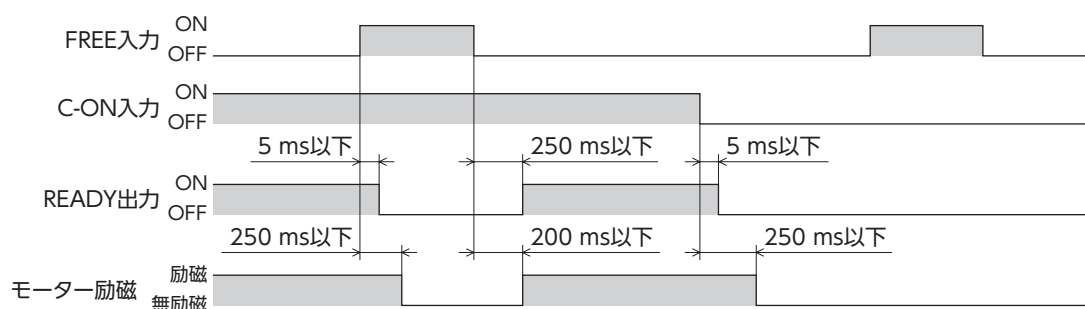 FREE入力 ON
OFF
C-ON入力 ON
OFF
5 ms以下 250 ms以下 5 ms以下
READY出力 ON
OFF
250 ms以下 200 ms以下 250 ms以下
モーター励磁 励磁
無励磁